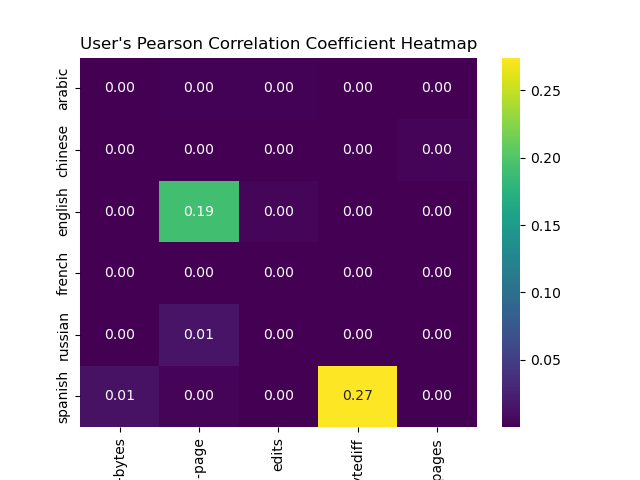 User's Pearson Correlation Coefficient Heatmap
arabic 0.00 0.00 0.00 0.00 0.00
chinese 0.00 0.00 0.00 0.00 0.00
english 0.00 0.19 0.00 0.00 0.00
french 0.00 0.00 0.00 0.00 0.00
russian 0.00 0.01 0.00 0.00 0.00
spanish 0.01 0.00 0.00 0.27 0.00
-bytes -page edits ytediff pages
0.25
0.20
0.15
0.10
0.05